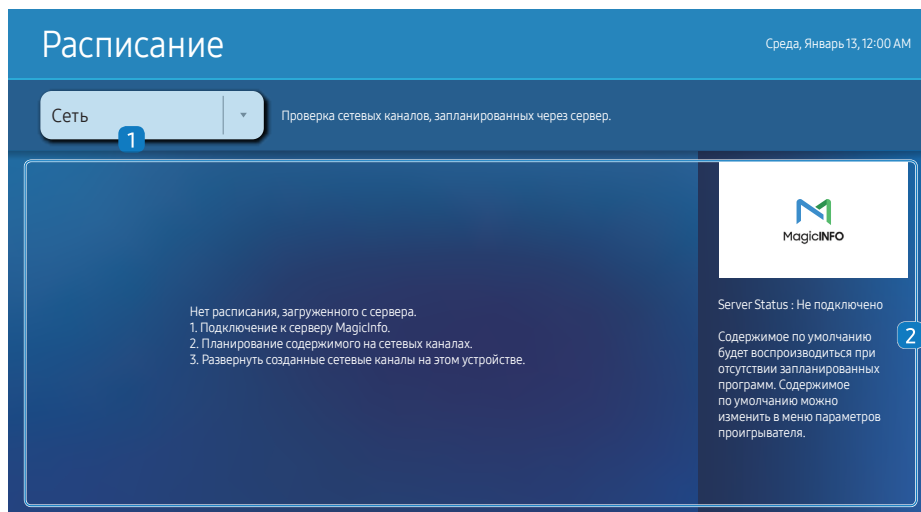 Расписание
Среда, Январь 13, 12:00 AM
Сеть
1
Проверка сетевых каналов, запланированных через сервер.
Нет расписания, загруженного с сервера.
1. Подключение к серверу MagicInfo.
2. Планирование содержимого на сетевых каналах.
3. Развернуть созданные сетевые каналы на этом устройстве.
MagicINFO
Server Status : Не подключено
2
Содержимое по умолчанию
будет воспроизводиться при
отсутствии запланированных
программ. Содержимое
по умолчанию можно
изменить в меню параметров
проигрывателя.